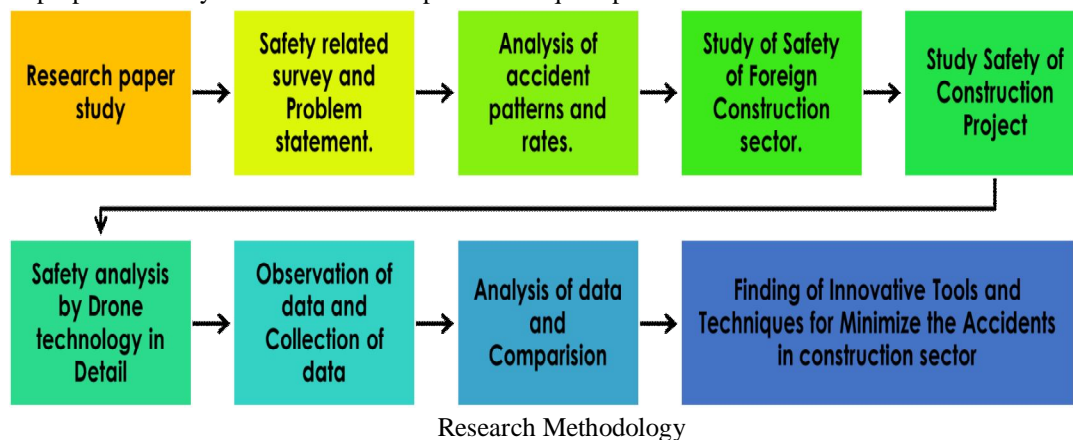 Research paper
study
Safety related
survey and
Problem
statement.
Analysis of
accident
patterns and
rates.
Study of Safety
of Foreign
Construction
sector.
Study Safety of
Construction
Project
Safety analysis
by Drone
technology in
Detail
Observation of
data and
Collection of
data
Analysis of data
and
Comparision
Finding of Innovative Tools and
Techniques for Minimize the Accidents
in construction sector
Research Methodology